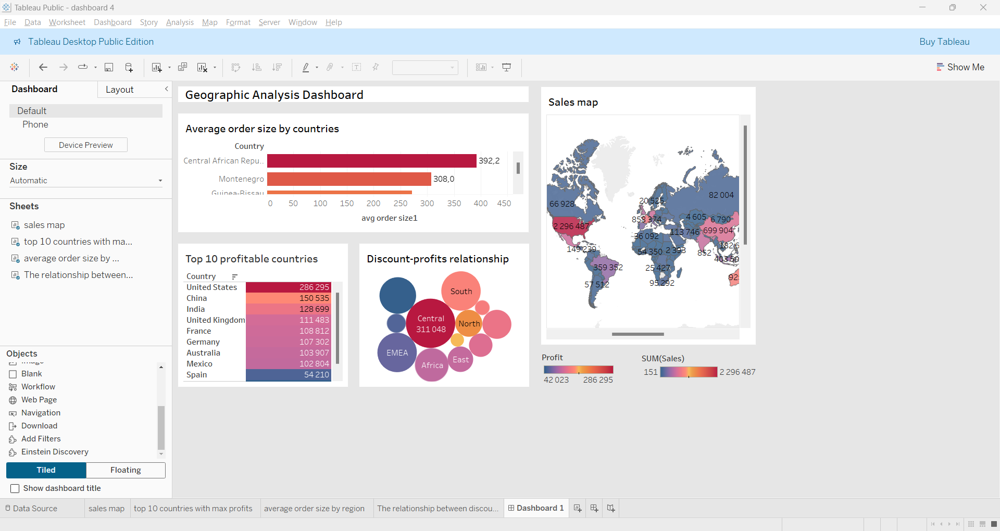 Tableau Public - dashboard 4
File Data Worksheet Dashboard Story Analysis Map Format Server Window Help
Tableau Desktop Public Edition
Buy Tableau
Show Me
Dashboard
Layout
Default
Phone
Device Preview
Size
Automatic
Sheets
sales map
top 10 countries with ma...
average order size by ...
The relationship between...
Objects
Image
Blank
Workflow
Web Page
Navigation
Download
Add Filters
Einstein Discovery
Tiled
Floating
Show dashboard title
Geographic Analysis Dashboard
Average order size by countries
Country
Central African Repu.. 392,2
Montenegro 308,0
Guinea-Bissau
0 50 100 150 200 250 300 350 400 450
avg order size1
Top 10 profitable countries
Country
United States 286 295
China 150 535
India 128 699
United Kingdom 111 483
France 108 812
Germany 107 302
Australia 103 907
Mexico 102 804
Spain 54 210
Discount-profits relationship
South
Central
311 048
North
EMEA
East
Africa
Sales map
82 004
20 525
66 928
4 605
6 790
858 374
2 296 487
699 904
113 746
36 092
182 6
149 239
2 393
54 350
852
403 50
359 352
25 427
92
95 292
57 512
Profit
42 023 286 295
SUM(Sales)
151 2 296 487
Data Source
sales map
top 10 countries with max profits
average order size by region
The relationship between discou...
Dashboard 1